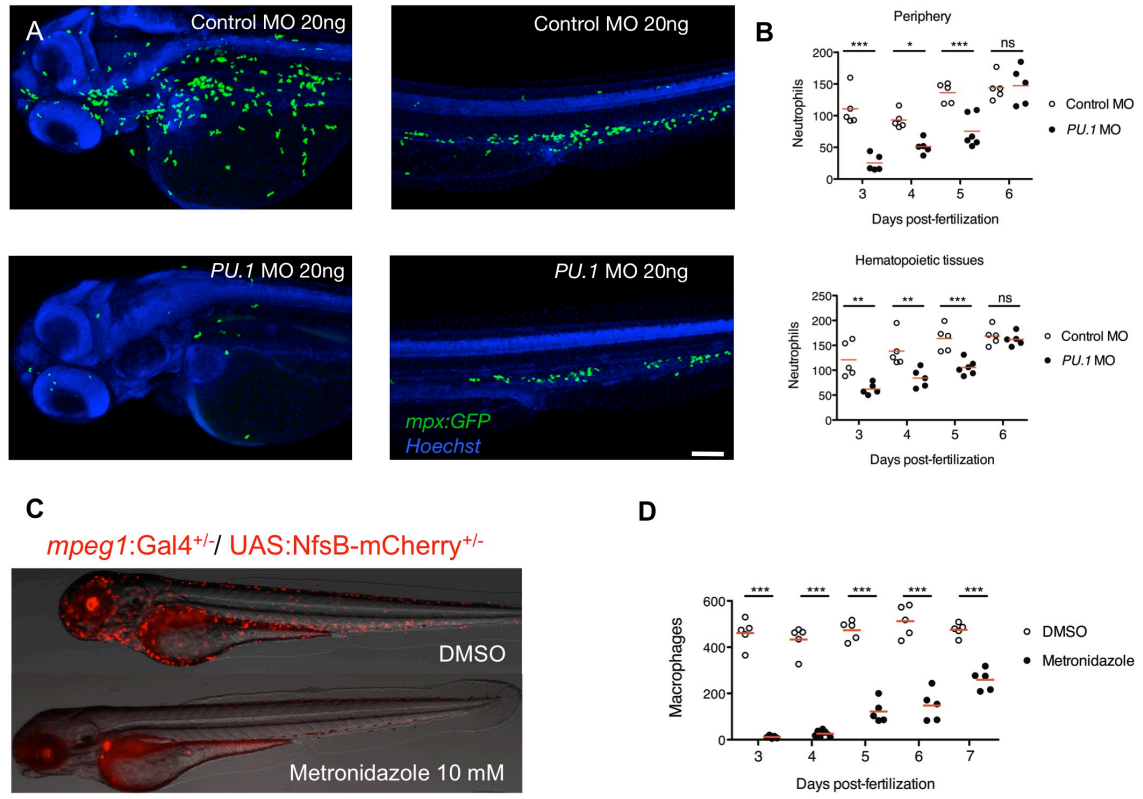 A
Control MO 20ng
Control MO 20ng
PU.1 MO 20ng
PU.1 MO 20ng
mpx:GFP
Hoechst
B
Periphery
*** * *** ns
200
150
100
50
0
Neutrophils
3 4 5 6
Days post-fertilization
Control MO
PU.1 MO
Hematopoietic tissues
** ** *** ns
250
200
150
100
50
0
Neutrophils
3 4 5 6
Days post-fertilization
Control MO
PU.1 MO
C
mpeg1:Gal4+/-/ UAS:NfsB-mCherry+/-
DMSO
Metronidazole 10 mM
D
*** *** *** *** ***
600
400
200
0
Macrophages
3 4 5 6 7
Days post-fertilization
DMSO
Metronidazole